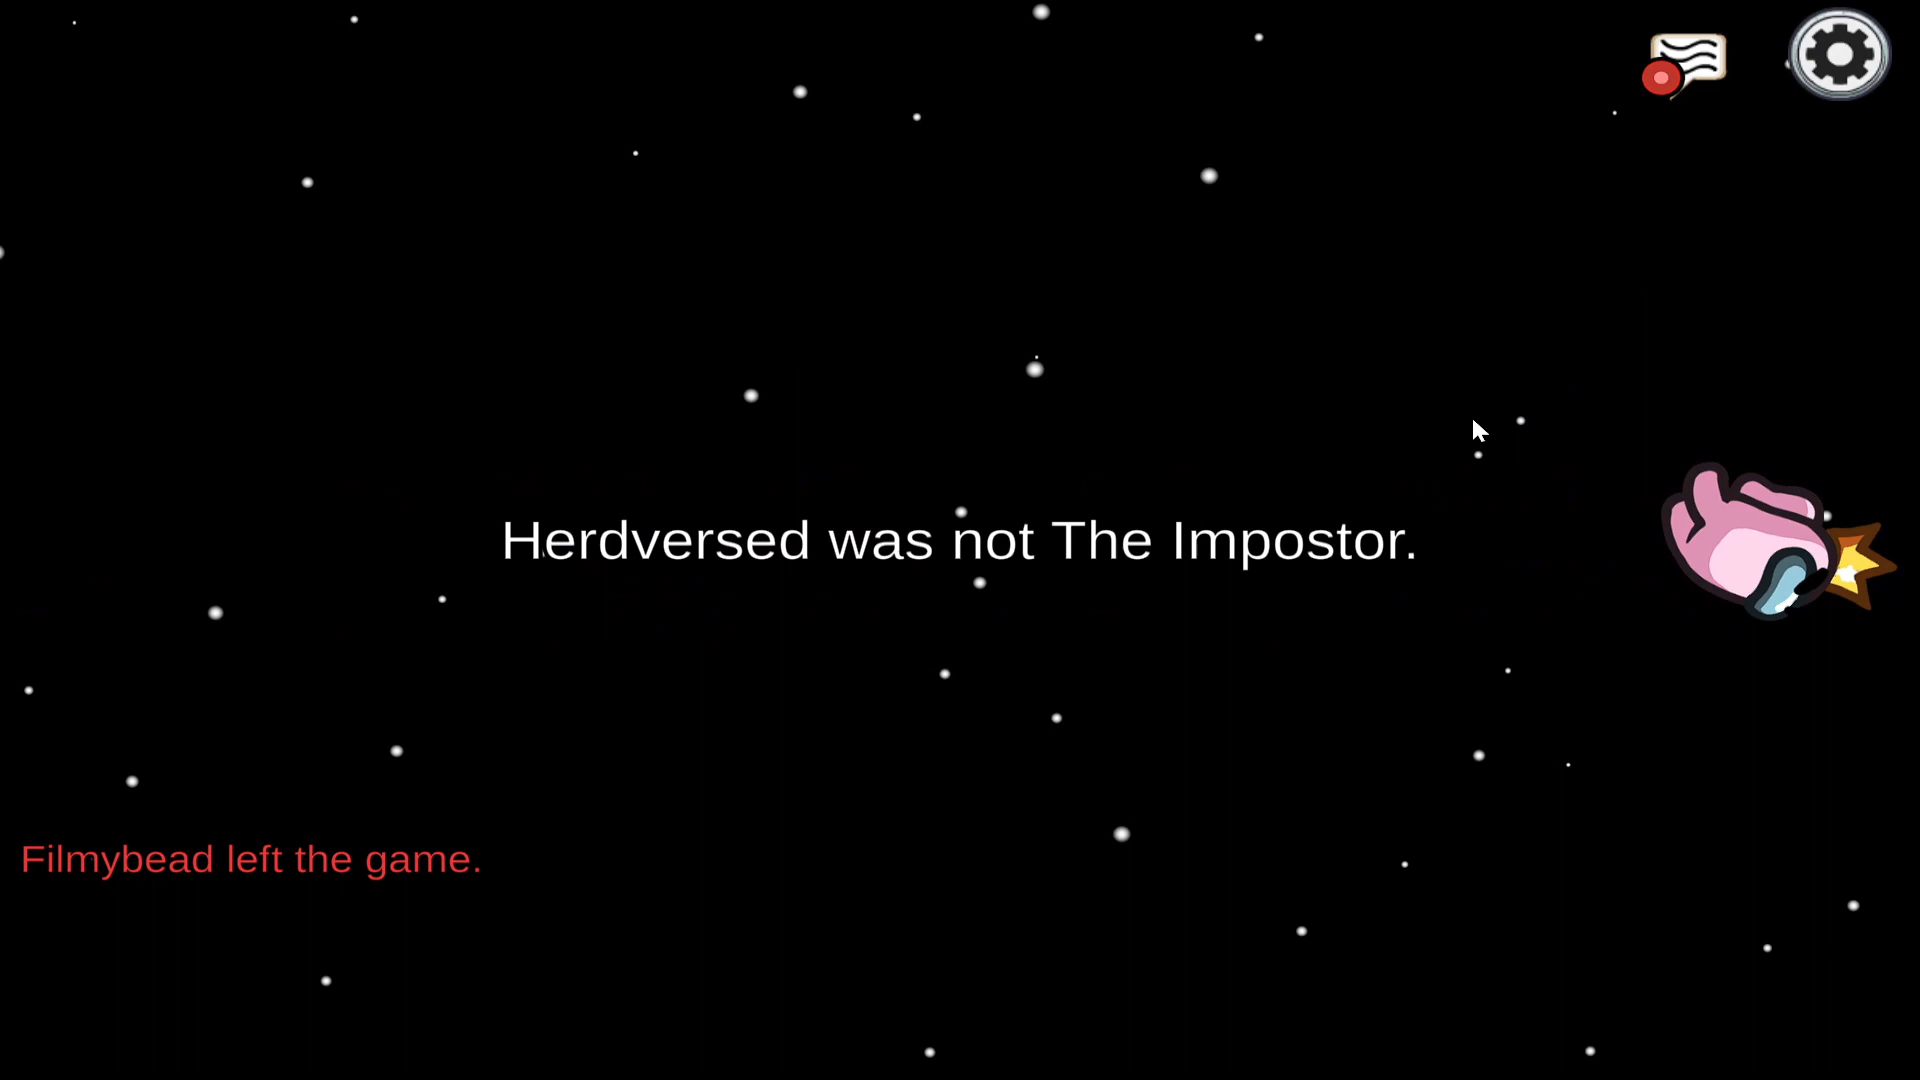 Herdversed was not The Impostor.
Filmybead left the game.